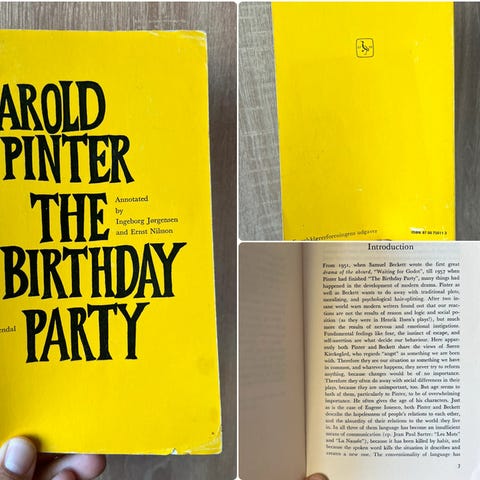 AROLD
PINTER
THE
BIRTHDAY
PARTY
Annotated
by
Ingeborg Jørgensen
and Ernst Nilsson
endal
Introduction
From 1952, when Samuel Beckett wrote the first great
drama of the absurd, "Waiting for Godot", till 1957 when
Pinter had finished "The Birthday Party", many things had
happened in the development of modern drama. Pinter as
well as Beckett wants to do away with traditional plots,
moralizing, and psychological hair-splitting. After two in-
sane world wars modern writers found out that our reac-
tions are not the results of reason and logic and social po-
sition (as they were in Henrik Ibsen's plays!), but much
more the results of nervous and emotional instigations.
Fundamental feelings like fear, the instinct of escape, and
self-assertion are what decide our behaviour. Here appar-
ently both Pinter and Beckett share the views of Søren
Kierkegård, who regards "angst" as something we are born
with. Therefore they are our situation as something we have
in common, and whatever happens, they never try to reform
anything, because changes would be of no importance.
Therefore they often do away with social differences in their
plays, because they are unimportant too. But age seems to
both of them, particularly to Pinter, to be of overwhelming
importance. He often gives the age of his characters. Just
as is the case of Eugene Ionesco, both Pinter and Beckett
describe the hopelessness of people's relations to each other,
and the absurdity of their relations to the world they live
in. In all three of them language has become an insufficient
means of communication (cp. Jean Paul Sartre: "Les Mots"
and "La Nausée"), because it has been killed by habit, and
because the spoken word kills the situation it describes and
creates a new one. The conventionality of language has
7